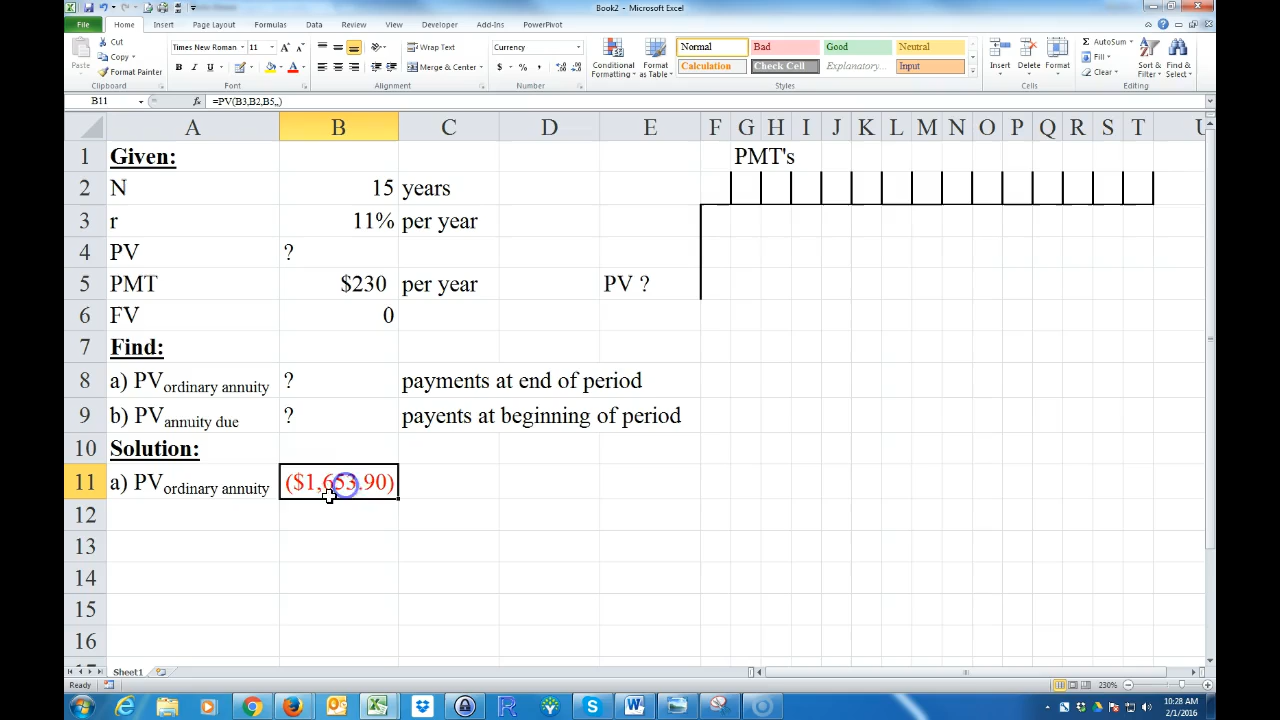 Book2 - Microsoft Excel
File Home Insert Page Layout Formulas Data Review View Developer Add-Ins PowerPivot
Cut
Copy
Format Painter
Paste
Clipboard
Times New Roman 11
B I U
Font
Wrap Text
Merge & Center
Alignment
Currency
$ % ,
Number
Conditional Formatting
Format as Table
Normal Bad Good Neutral
Calculation Check Cell Explanatory... Input
Styles
Insert Delete Format
Cells
AutoSum
Fill
Clear
Sort & Filter
Find & Select
Editing
B11 fx =PV(B3,B2,B5,,)
A B C D E F G H I J K L M N O P Q R S T U
1 Given: PMT's
2 N 15 years
3 r 11% per year
4 PV ?
5 PMT $230 per year PV ?
6 FV 0
7 Find:
8 a) PVordinary annuity ? payments at end of period
9 b) PVannuity due ? payents at beginning of period
10 Solution:
11 a) PVordinary annuity ($1,653.90)
12
13
14
15
16
17
Sheet1
Ready 230%
10:28 AM
2/1/2016